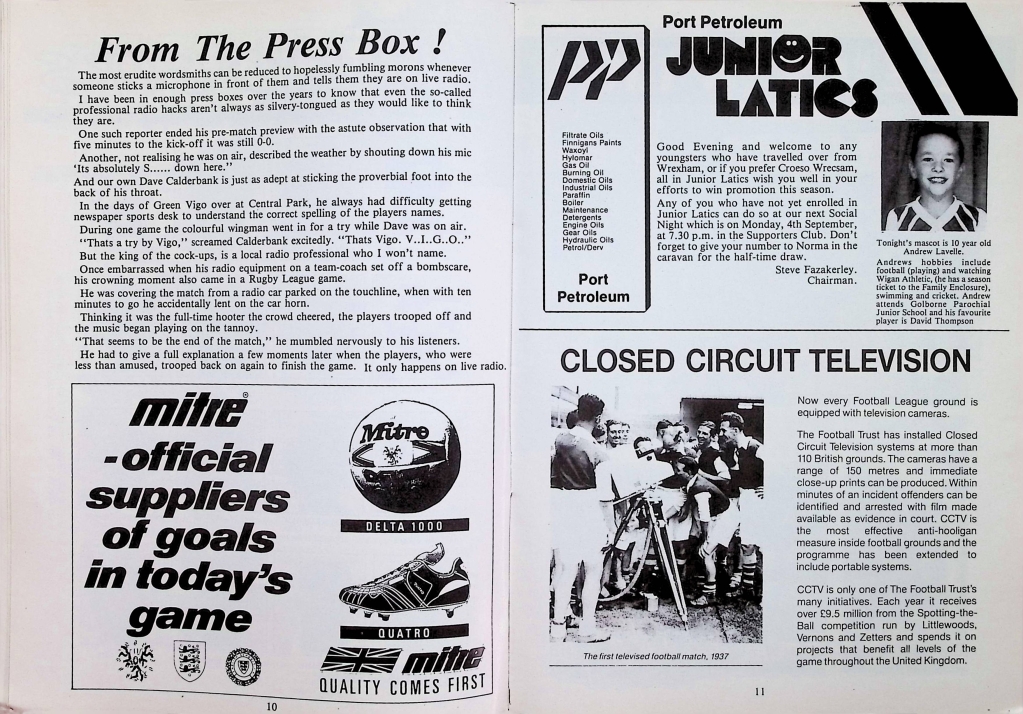 From The Press Box !
The most erudite wordsmiths can be reduced to hopelessly fumbling morons whenever
someone sticks a microphone in front of them and tells them they are on live radio.
I have been in enough press boxes over the years to know that even the so-called
professional radio hacks aren't always as silvery-tongued as they would like to think
they are.
One such reporter ended his pre-match preview with the astute observation that with
five minutes to the kick-off it was still 0-0.
Another, not realising he was on air, described the weather by shouting down his mic
'Its absolutely S...... down here.''
And our own Dave Calderbank is just as adept at sticking the proverbial foot into the
back of his throat.
In the days of Green Vigo over at Central Park, he always had difficulty getting
newspaper sports desk to understand the correct spelling of the players names.
During one game the colourful wingman went in for a try while Dave was on air.
''Thats a try by Vigo,'' screamed Calderbank excitedly. ''Thats Vigo. V..I..G..O..''
But the king of the cock-ups, is a local radio professional who I won't name.
Once embarrassed when his radio equipment on a team-coach set off a bombscare,
his crowning moment also came in a Rugby League game.
He was covering the match from a radio car parked on the touchline, when with ten
minutes to go he accidentally lent on the car horn.
Thinking it was the full-time hooter the crowd cheered, the players trooped off and
the music began playing on the tannoy.
''That seems to be the end of the match,'' he mumbled nervously to his listeners.
He had to give a full explanation a few moments later when the players, who were
less than amused, trooped back on again to finish the game. It only happens on live radio.
mitre®
-official
suppliers
of goals
in today's
game
Mitre
DELTA 1000
QUATRO
mitre
QUALITY COMES FIRST
10
Port Petroleum
JUNIOR
LATICS
pp
Filtrate Oils
Finnigans Paints
Waxoyl
Hylomar
Gas Oil
Burning Oil
Domestic Oils
Industrial Oils
Paraffin
Boiler
Maintenance
Detergents
Engine Oils
Gear Oils
Hydraulic Oils
Petrol/Derv
Port
Petroleum
Good Evening and welcome to any
youngsters who have travelled over from
Wrexham, or if you prefer Croeso Wrecsam,
all in Junior Latics wish you well in your
efforts to win promotion this season.
Any of you who have not yet enrolled in
Junior Latics can do so at our next Social
Night which is on Monday, 4th September,
at 7.30 p.m. in the Supporters Club. Don't
forget to give your number to Norma in the
caravan for the half-time draw.
Steve Fazakerley.
Chairman.
Tonight's mascot is 10 year old
Andrew Lavelle.
Andrews hobbies include
football (playing) and watching
Wigan Athletic, (he has a season
ticket to the Family Enclosure),
swimming and cricket. Andrew
attends Golborne Parochial
Junior School and his favourite
player is David Thompson
CLOSED CIRCUIT TELEVISION
The first televised football match, 1937
Now every Football League ground is
equipped with television cameras.
The Football Trust has installed Closed
Circuit Television systems at more than
110 British grounds. The cameras have a
range of 150 metres and immediate
close-up prints can be produced. Within
minutes of an incident offenders can be
identified and arrested with film made
available as evidence in court. CCTV is
the most effective anti-hooligan
measure inside football grounds and the
programme has been extended to
include portable systems.
CCTV is only one of The Football Trust's
many initiatives. Each year it receives
over £9.5 million from the Spotting-the-
Ball competition run by Littlewoods,
Vernons and Zetters and spends it on
projects that benefit all levels of the
game throughout the United Kingdom.
11